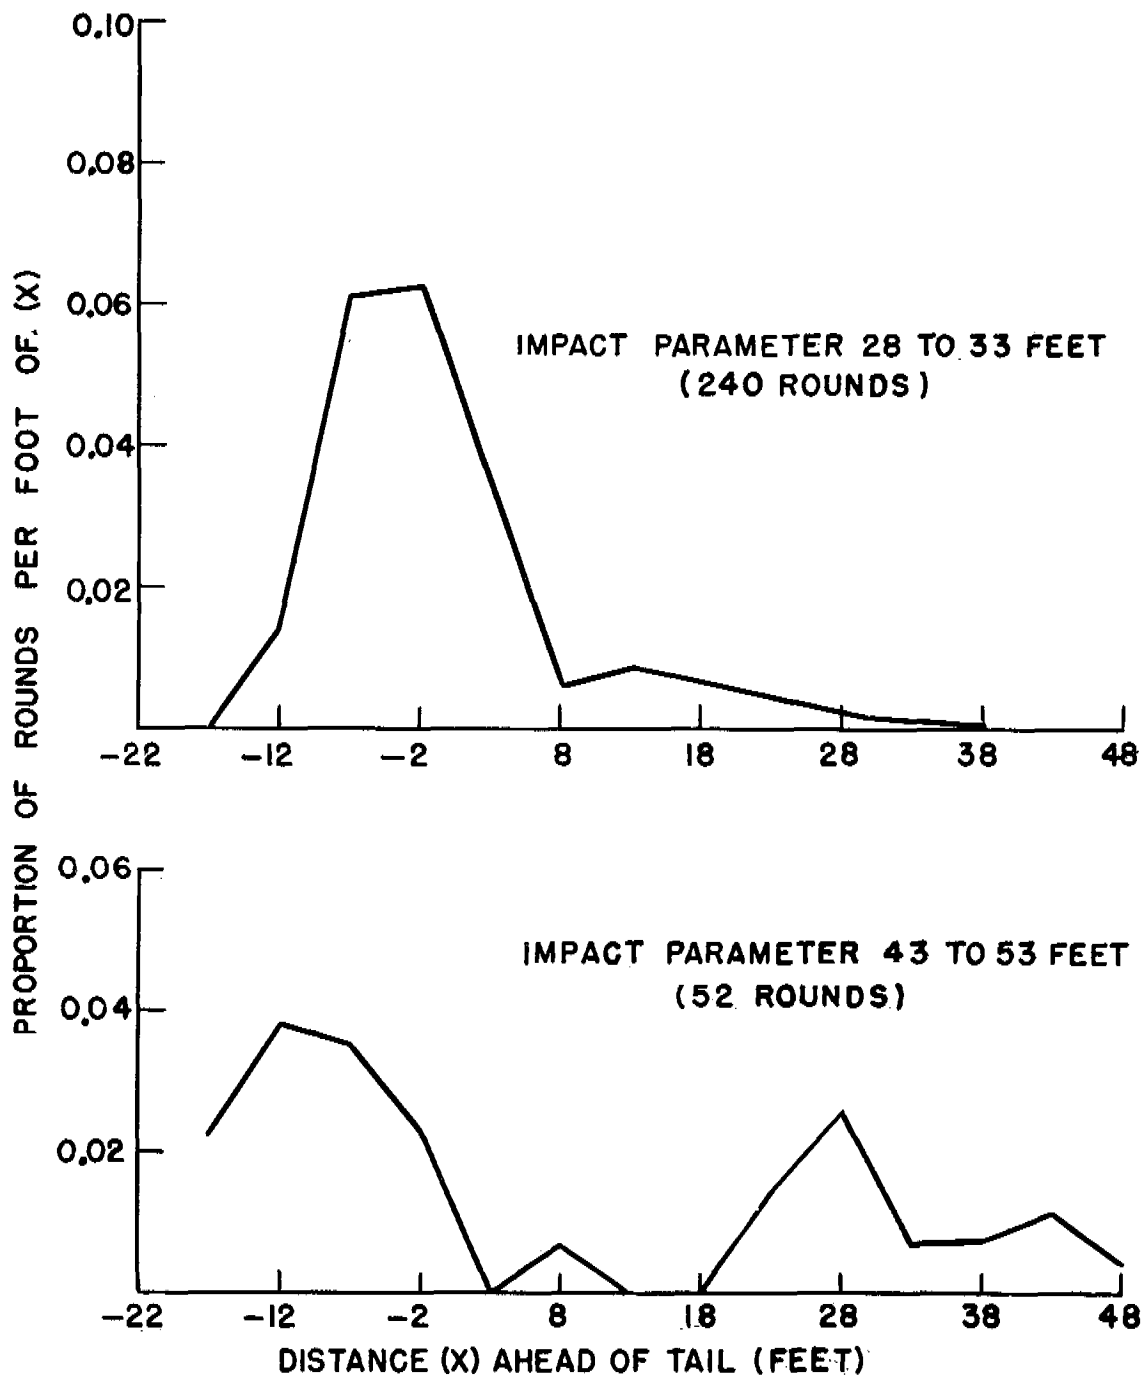 PROPORTION OF ROUNDS PER FOOT OF. (X)
0.10
0.08
0.06
0.04
0.02
IMPACT PARAMETER 28 TO 33 FEET
(240 ROUNDS)
-22 -12 -2 8 18 28 38 48
0.06
0.04
0.02
IMPACT PARAMETER 43 TO 53 FEET
(52 ROUNDS)
-22 -12 -2 8 18 28 38 48
DISTANCE (X) AHEAD OF TAIL (FEET)